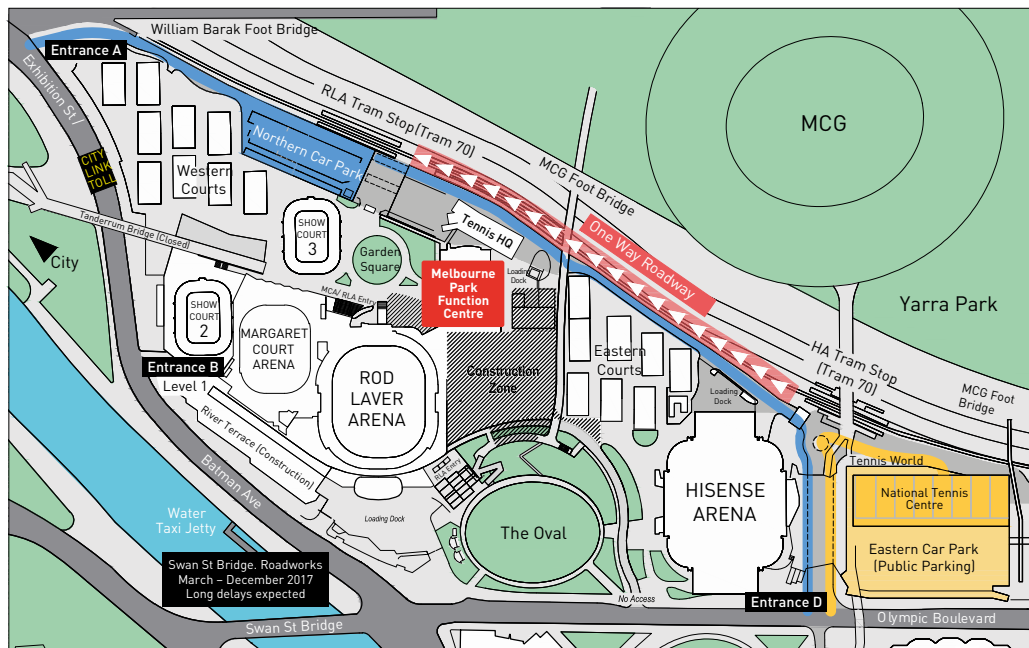 William Barak Foot Bridge
Entrance A
Exhibition St /
RLA Tram Stop (Tram 70)
MCG
CITY
LINK
TOLL
Northern Car Park
Western
Courts
MCG Foot Bridge
Tanderrum Bridge (Closed)
SHOW
COURT
3
Tennis HQ
One Way Roadway
City
Garden
Square
Loading
Dock
Melbourne
Park
Function
Centre
Yarra Park
MCA/ RLA Entry
SHOW
COURT
2
MARGARET
COURT
ARENA
HA Tram Stop
(Tram 70)
Entrance B
Level 1
ROD
LAVER
ARENA
Construction
Zone
Eastern
Courts
Loading
Dock
MCG Foot
Bridge
River Terrace (Construction)
Batman Ave
RLA Entry
Tennis World
HISENSE
ARENA
National Tennis
Centre
Water
Taxi Jetty
Loading Dock
The Oval
Eastern Car Park
(Public Parking)
Swan St Bridge. Roadworks
March – December 2017
Long delays expected
No Access
Entrance D
Swan St Bridge
Olympic Boulevard